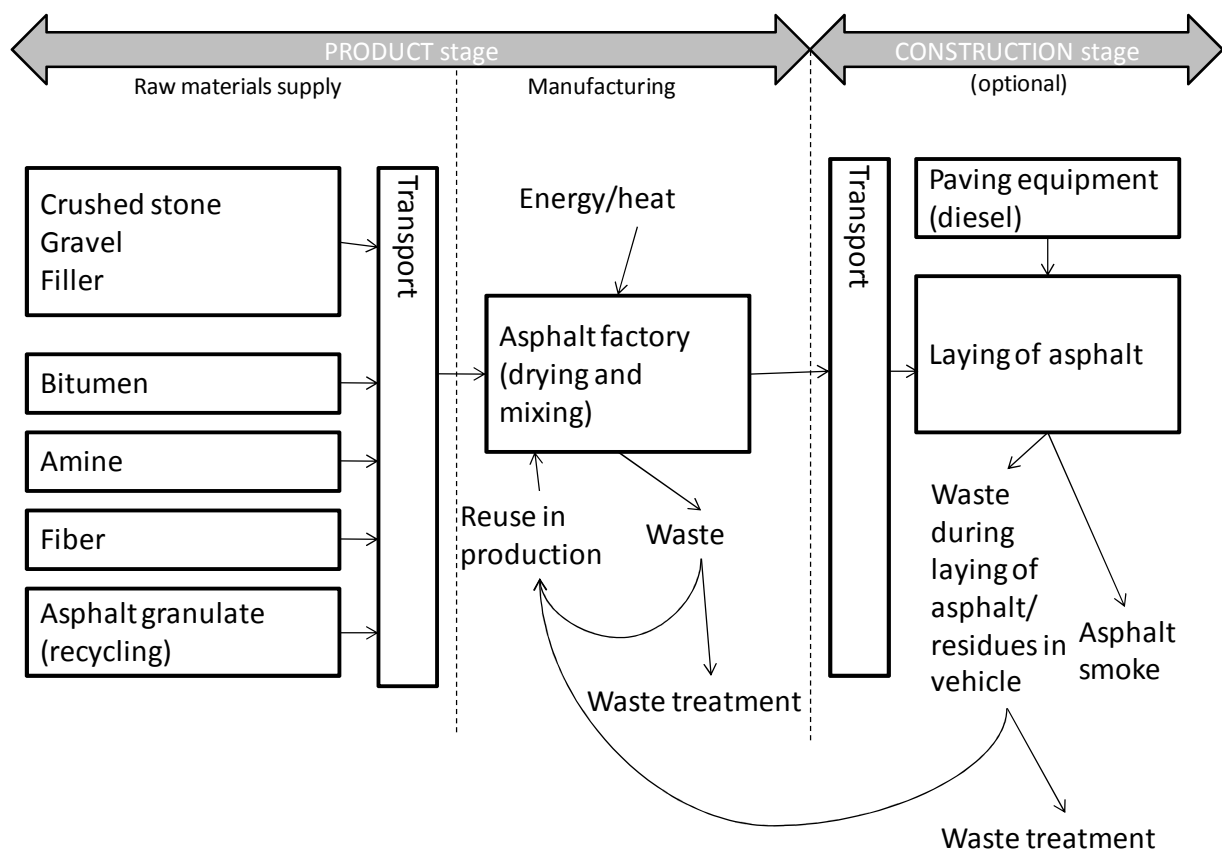 PRODUCT stage
CONSTRUCTION stage
Raw materials supply
Manufacturing
(optional)
Crushed stone
Gravel
Filler
Bitumen
Amine
Fiber
Asphalt granulate
(recycling)
Transport
Energy/heat
Asphalt factory
(drying and
mixing)
Reuse in
production
Waste
Waste treatment
Transport
Paving equipment
(diesel)
Laying of asphalt
Waste
during
laying of
asphalt/
residues in
vehicle
Asphalt
smoke
Waste treatment